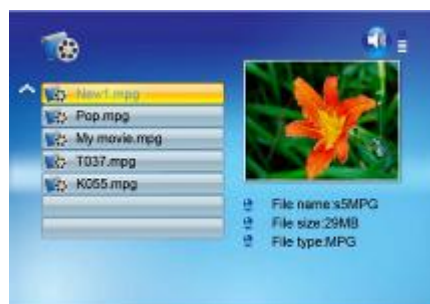 New1.mpg
Pop.mpg
My movie.mpg
T037.mpg
K055.mpg
File name:s5MPG
File size:29MB
File type:MPG